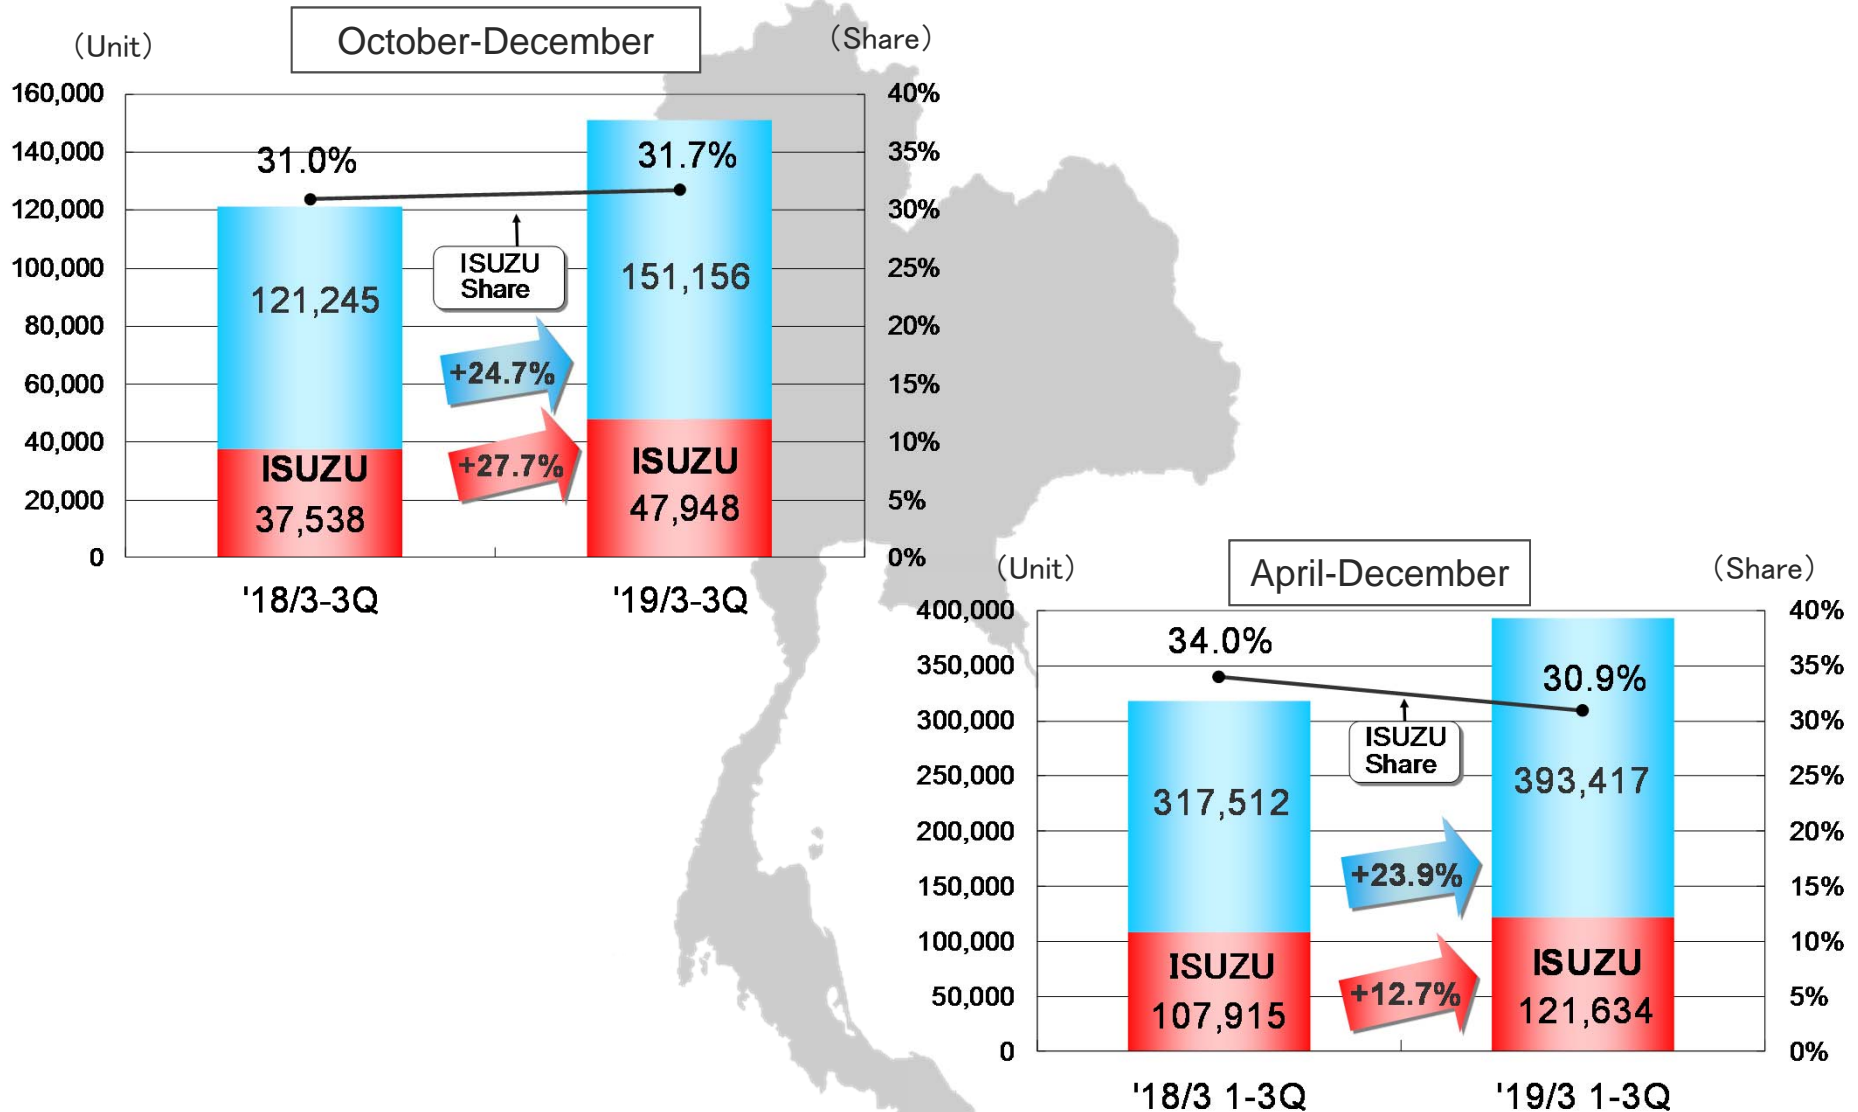 October-December
（Unit）
（Share）
160,000
140,000
120,000
100,000
80,000
60,000
40,000
20,000
0
40%
35%
30%
25%
20%
15%
10%
5%
0%
31.0%
31.7%
ISUZU
Share
121,245
151,156
+24.7%
+27.7%
ISUZU
37,538
ISUZU
47,948
'18/3-3Q
'19/3-3Q
April-December
（Unit）
（Share）
400,000
350,000
300,000
250,000
200,000
150,000
100,000
50,000
0
40%
35%
30%
25%
20%
15%
10%
5%
0%
34.0%
30.9%
ISUZU
Share
317,512
393,417
+23.9%
+12.7%
ISUZU
107,915
ISUZU
121,634
'18/3 1-3Q
'19/3 1-3Q